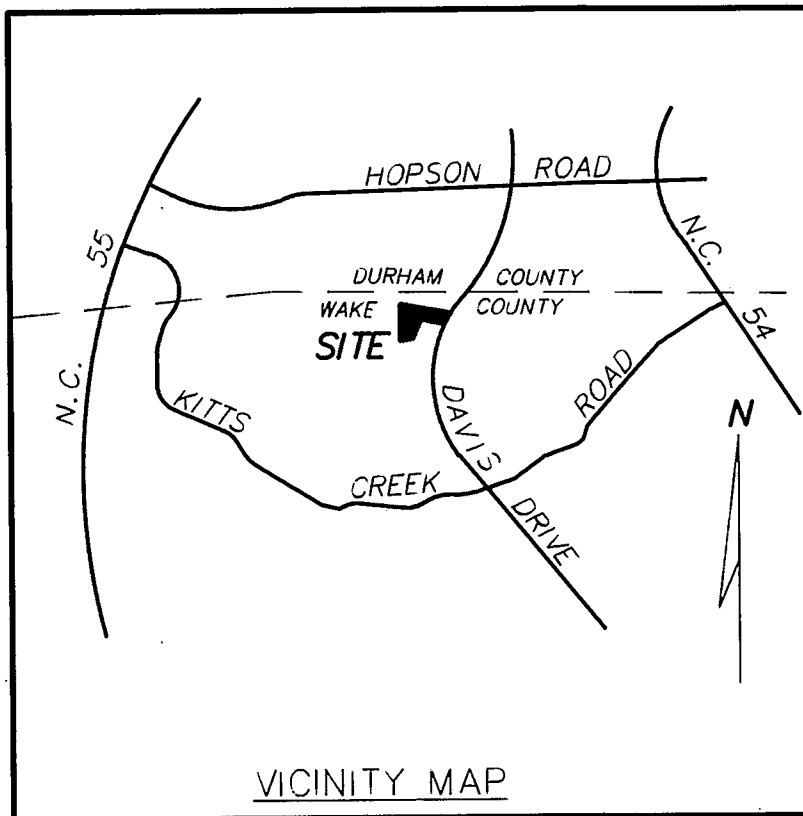 HOPSON ROAD
N.C. 55
N.C. 54
DURHAM COUNTY
WAKE COUNTY
SITE
KITTS CREEK ROAD
DAVIS DRIVE
N
VICINITY MAP